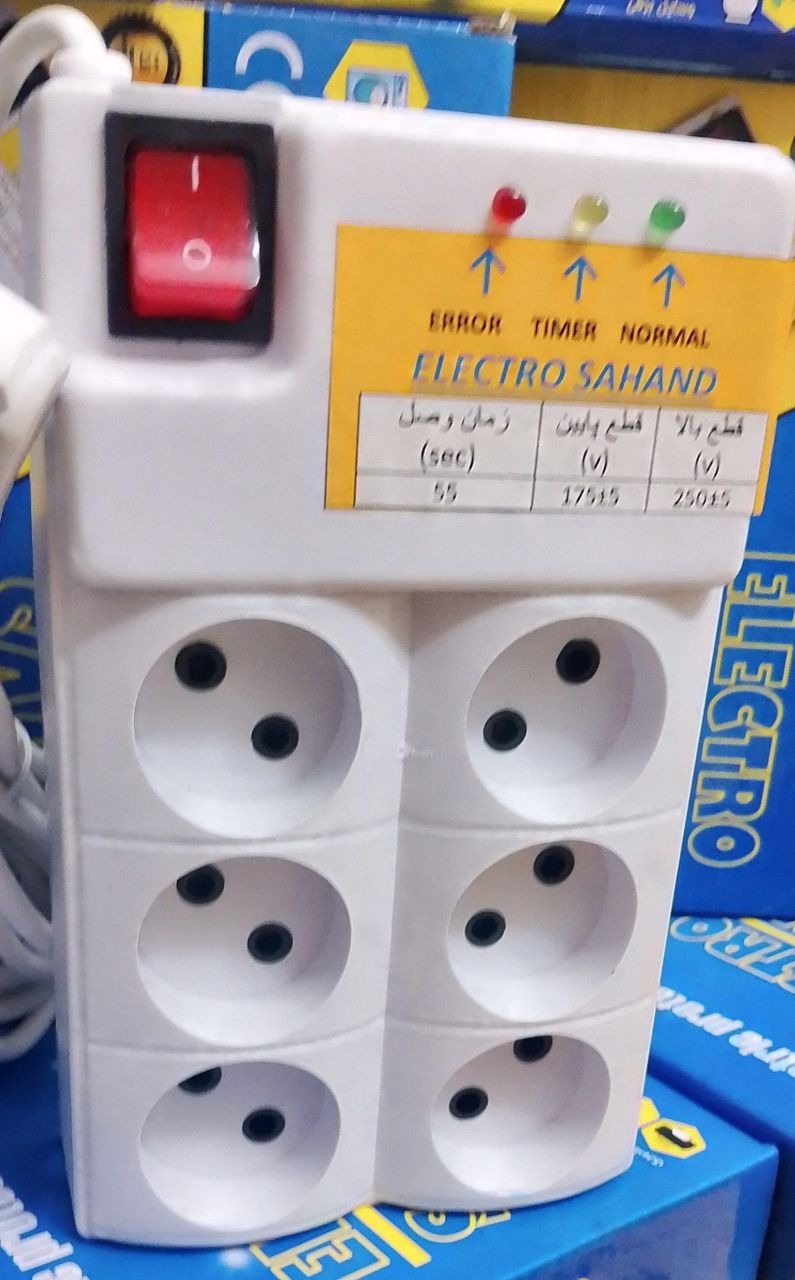 I
O
ERROR TIMER NORMAL
ELECTRO SAHAND
زمان وصل قطع پایین قطع بالا
(sec) (v) (v)
55 175±5 250±5
ELECTRO